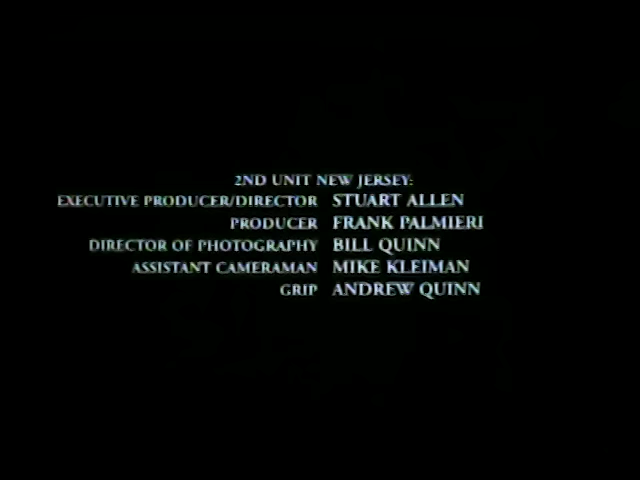 2ND UNIT NEW JERSEY:
EXECUTIVE PRODUCER/DIRECTOR STUART ALLEN
PRODUCER FRANK PALMIERI
DIRECTOR OF PHOTOGRAPHY BILL QUINN
ASSISTANT CAMERAMAN MIKE KLEIMAN
GRIP ANDREW QUINN